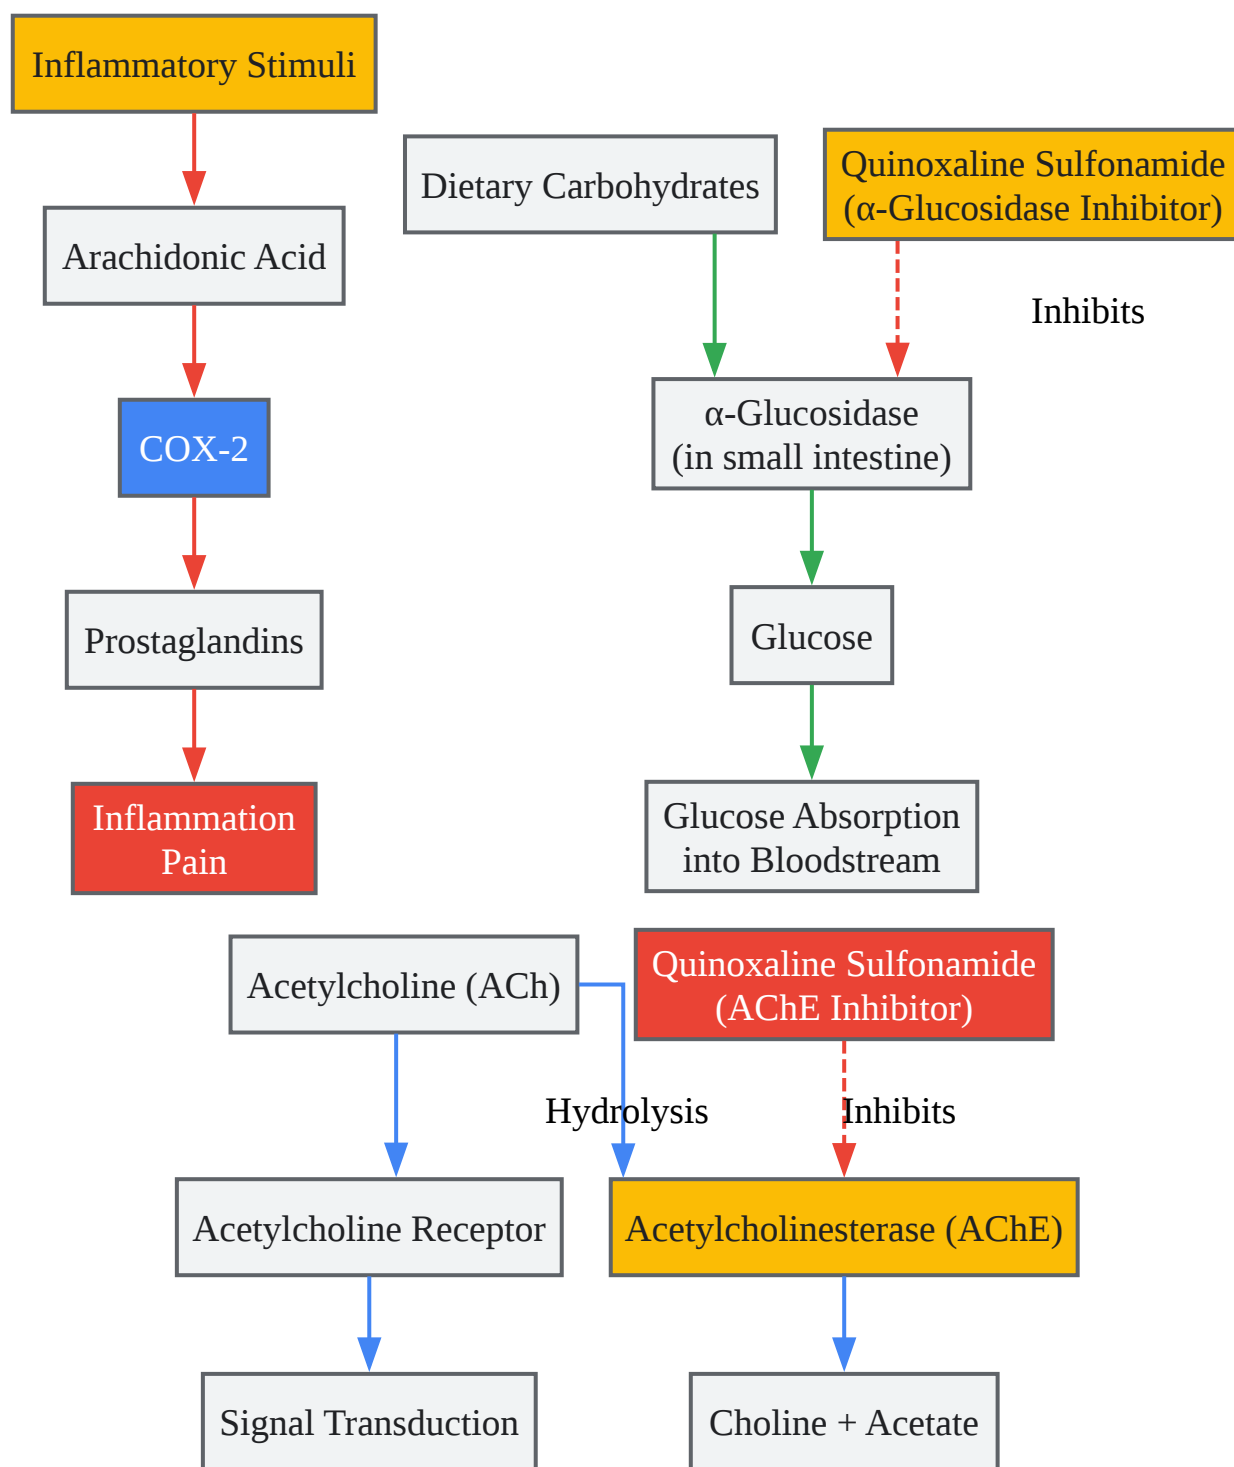 Inflammatory Stimuli
Arachidonic Acid
COX-2
Prostaglandins
Inflammation
Pain
Dietary Carbohydrates
Quinoxaline Sulfonamide
(α-Glucosidase Inhibitor)
Inhibits
α-Glucosidase
(in small intestine)
Glucose
Glucose Absorption
into Bloodstream
Acetylcholine (ACh)
Quinoxaline Sulfonamide
(AChE Inhibitor)
Hydrolysis
Inhibits
Acetylcholine Receptor
Acetylcholinesterase (AChE)
Signal Transduction
Choline + Acetate